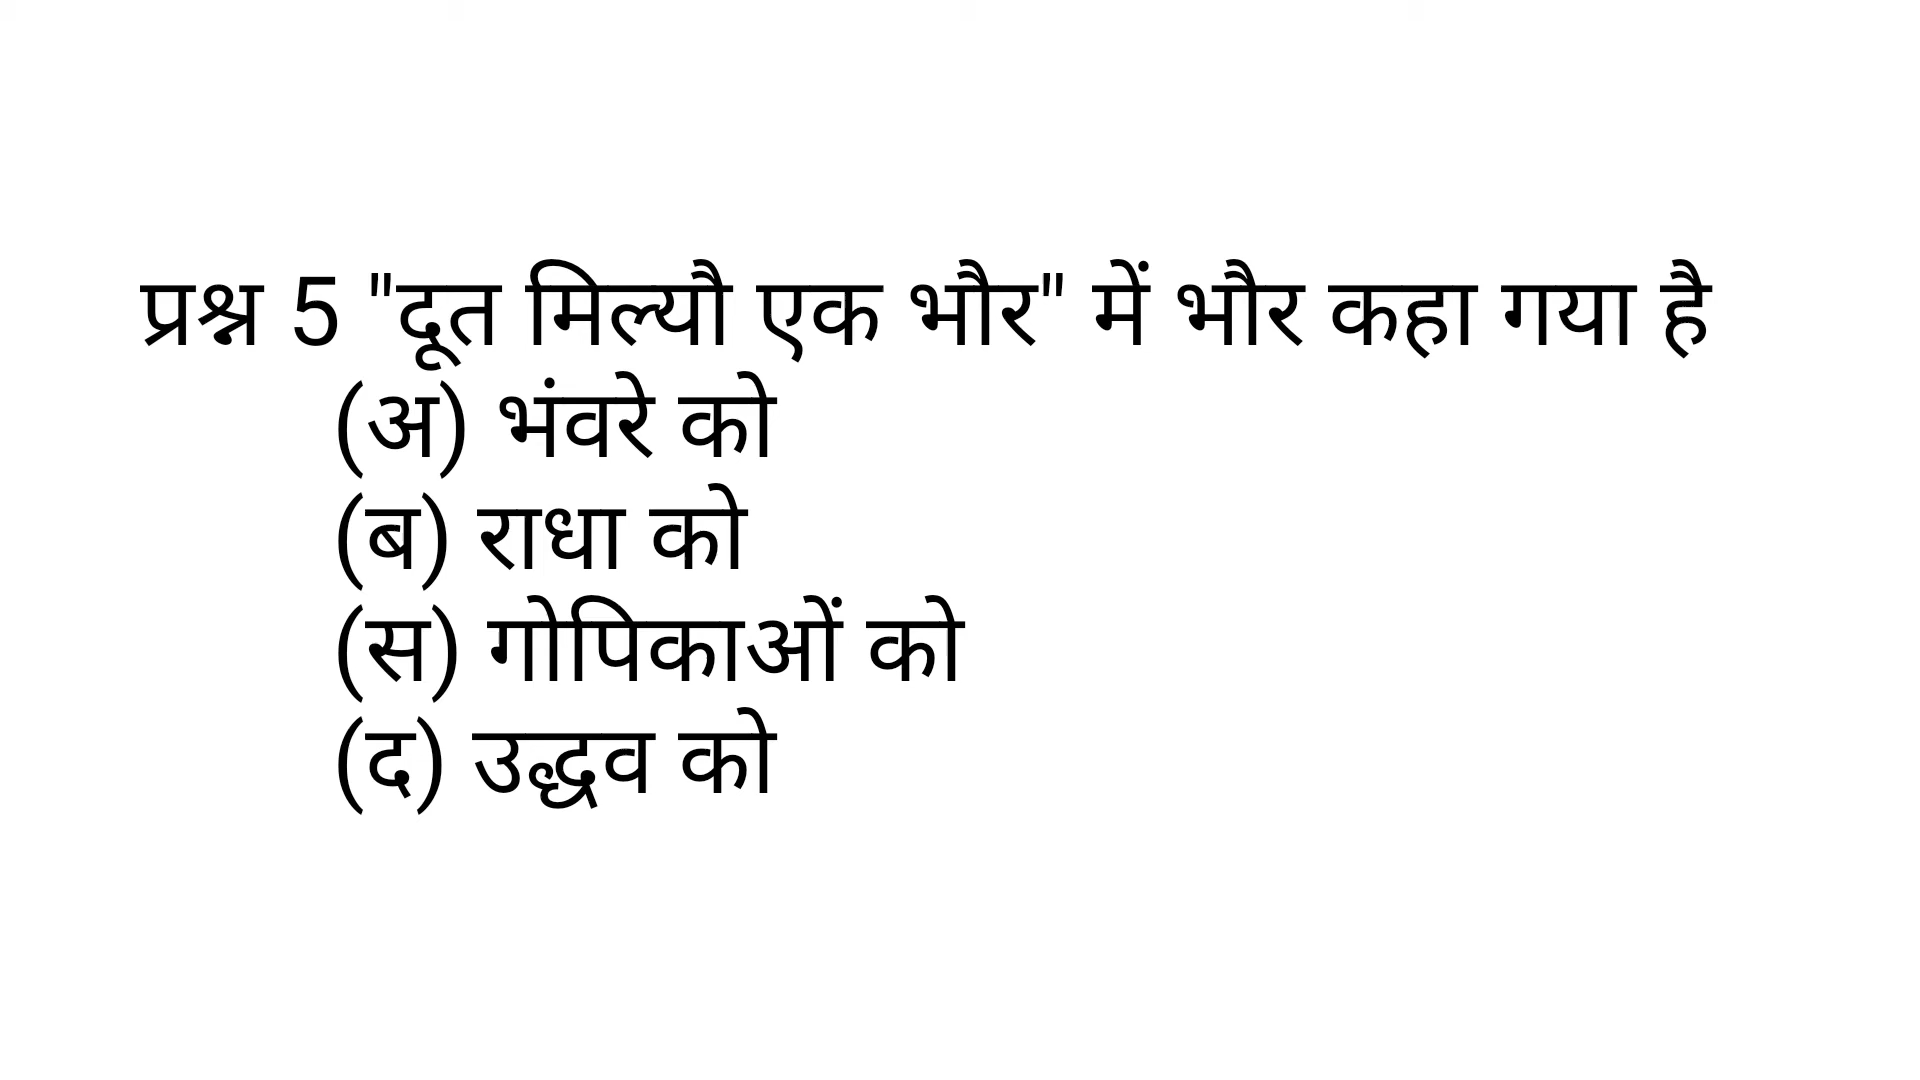 प्रश्न 5 "दूत मिल्यौ एक भौर" में भौर कहा गया है
(अ) भंवरे को
(ब) राधा को
(स) गोपिकाओं को
(द) उद्धव को